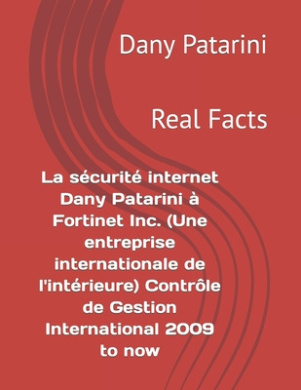 Dany Patarini
Real Facts
La sécurité internet
Dany Patarini à
Fortinet Inc. (Une
entreprise
internationale de
l'intérieure) Contrôle
de Gestion
International 2009
to now